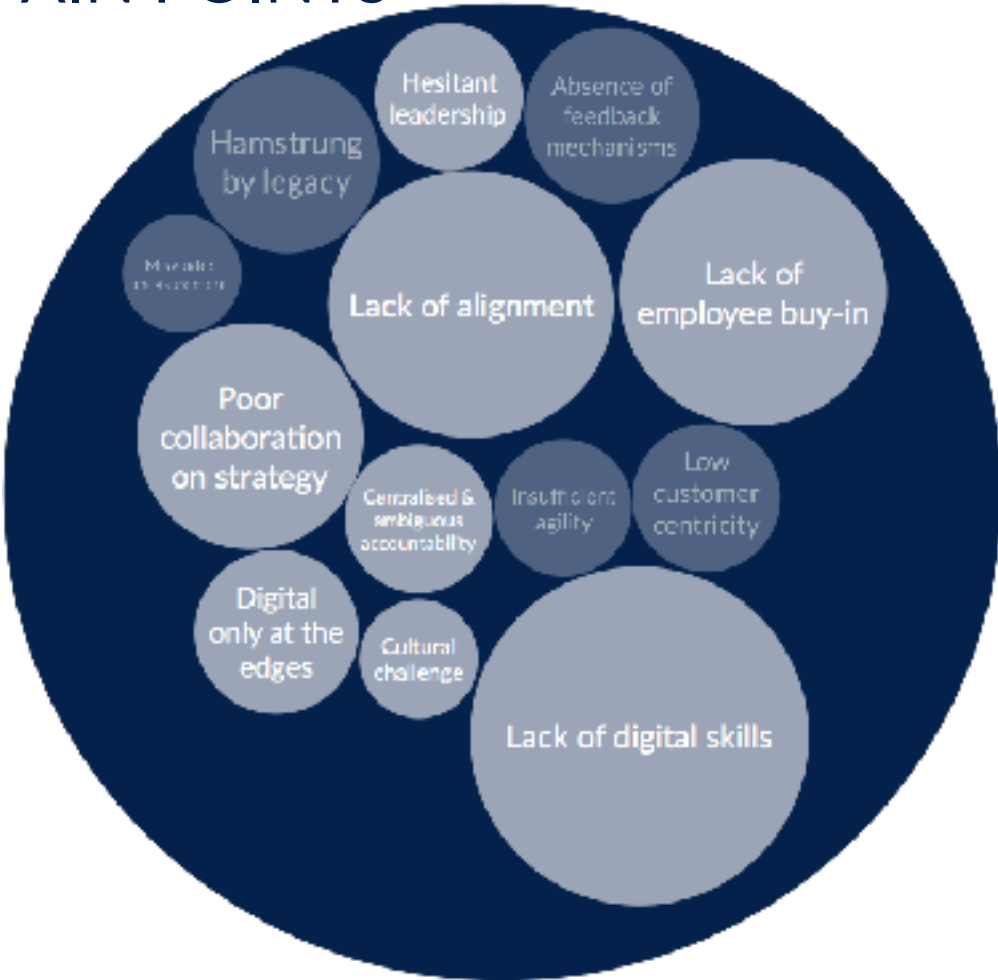 Hesitant
leadership
Absence of
feedback
mechanisms
Hamstrung
by legacy
Lack of alignment
Lack of
employee buy-in
Poor
collaboration
on strategy
Centralised &
ambiguous
accountability
Insufficient
agility
Low
customer
centricity
Digital
only at the
edges
Cultural
challenge
Lack of digital skills